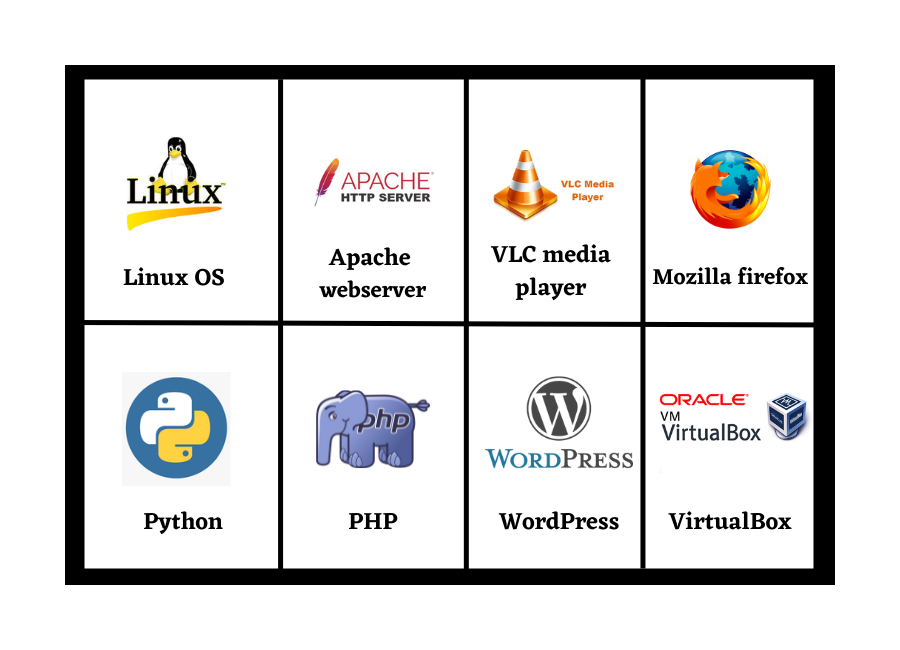 Linux
Linux OS
APACHE
HTTP SERVER
Apache
webserver
VLC Media
Player
VLC media
player
Mozilla firefox
Python
php
PHP
WORDPRESS
WordPress
ORACLE
VM
VirtualBox
VirtualBox